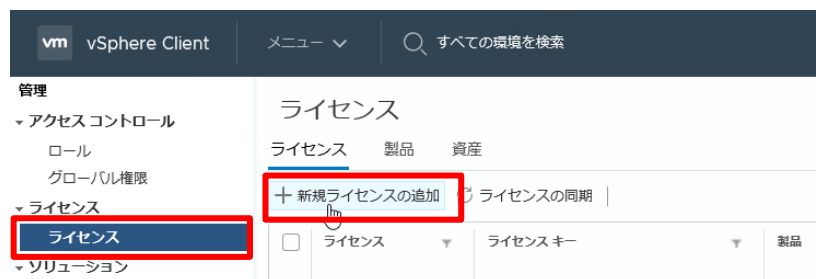 vm vSphere Client メニュー すべての環境を検索
管理
アクセス コントロール
ロール
グローバル権限
ライセンス
ライセンス
ソリューション
ライセンス
ライセンス 製品 資産
+ 新規ライセンスの追加 ライセンスの同期
ライセンス ライセンス キー 製品